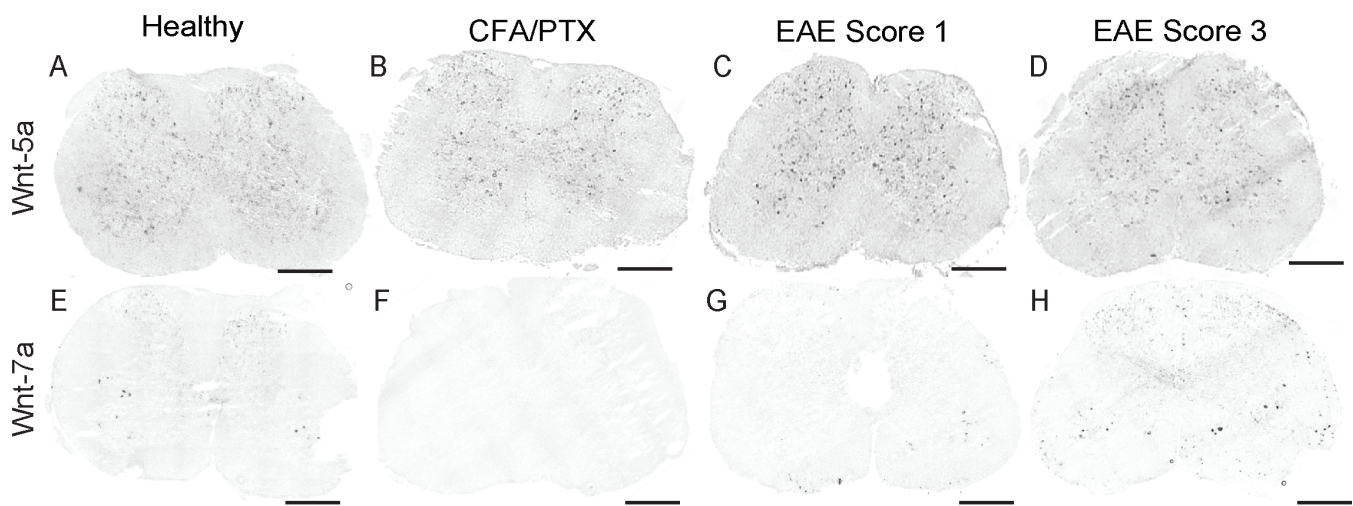 Healthy CFA/PTX EAE Score 1 EAE Score 3
A B C D
Wnt-5a
E F G H
Wnt-7a